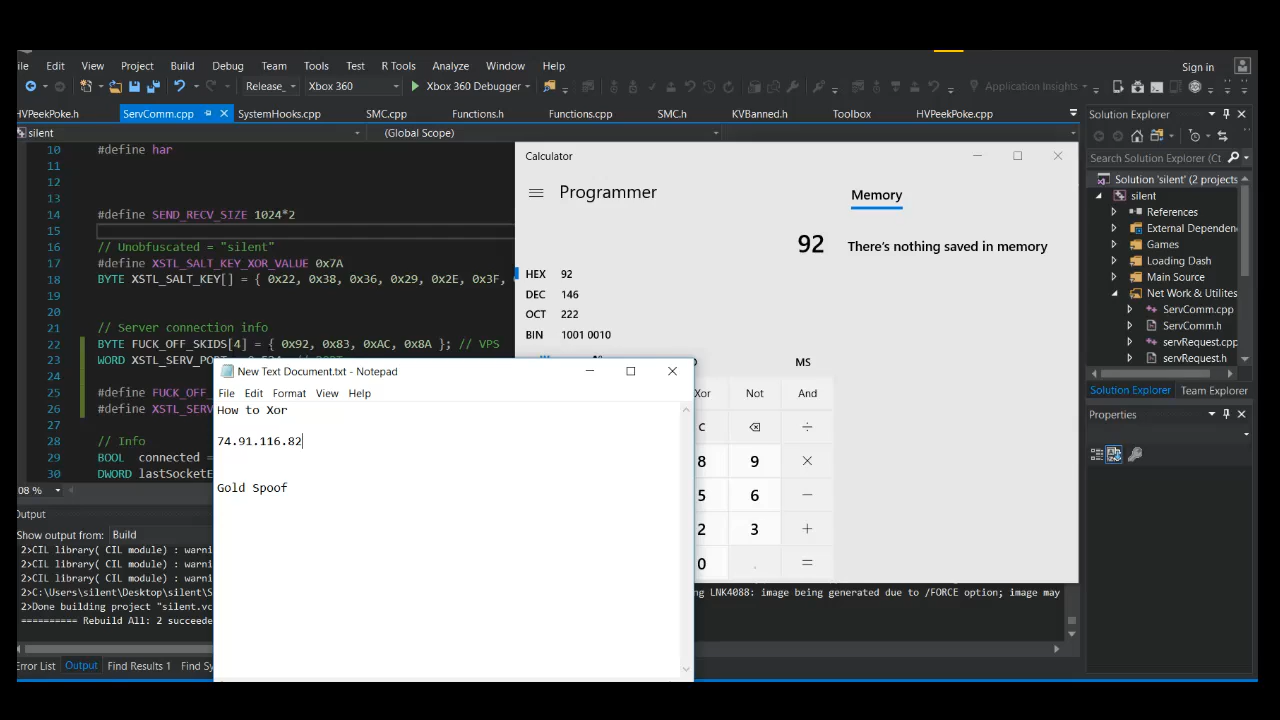 ile Edit View Project Build Debug Team Tools Test R Tools Analyze Window Help
Sign in
Release Xbox 360 Xbox 360 Debugger Application Insights
HVPeekPoke.h ServComm.cpp SystemHooks.cpp SMC.cpp Functions.h Functions.cpp SMC.h KVBanned.h Toolbox HVPeekPoke.cpp
silent (Global Scope)
10 #define har
11
12
13
14 #define SEND_RECV_SIZE 1024*2
15
16 // Unobfuscated = "silent"
17 #define XSTL_SALT_KEY_XOR_VALUE 0x7A
18 BYTE XSTL_SALT_KEY[] = { 0x22, 0x38, 0x36, 0x29, 0x2E, 0x3F,
19
20
21 // Server connection info
22 BYTE FUCK_OFF_SKIDS[4] = { 0x92, 0x83, 0xAC, 0x8A }; // VPS
23 WORD XSTL_SERV_PORT
24
25 #define FUCK_OFF_
26 #define XSTL_SERV
27
28 // Info
29 BOOL connected =
30 DWORD lastSocketE
08 %
Calculator
Programmer
Memory
92
There's nothing saved in memory
HEX 92
DEC 146
OCT 222
BIN 1001 0010
MS
Xor Not And
C ÷
8 9 ×
5 6 −
2 3 +
0 . =
New Text Document.txt - Notepad
File Edit Format View Help
How to Xor
74.91.116.82
Gold Spoof
Output
Show output from: Build
2>CIL library( CIL module) : warni
2>CIL library( CIL module) : warni
2>CIL library( CIL module) : warni
2>C:\Users\silent\Desktop\silent\S
ng LNK4088: image being generated due to /FORCE option; image may
2>Done building project "silent.vc
========== Rebuild All: 2 succeede
Error List Output Find Results 1 Find Sy
Solution Explorer
Search Solution Explorer (Ct
Solution 'silent' (2 projects
silent
References
External Dependen
Games
Loading Dash
Main Source
Net Work & Utilites
ServComm.cpp
ServComm.h
servRequest.cpp
servRequest.h
Solution Explorer Team Explorer
Properties